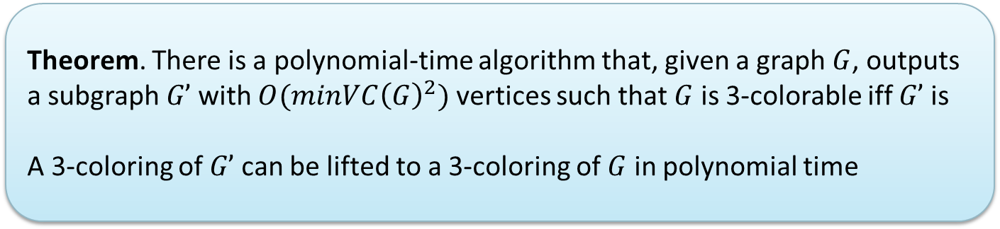 Theorem. There is a polynomial-time algorithm that, given a graph G, outputs
a subgraph G’ with O(minVC(G)²) vertices such that G is 3-colorable iff G’ is
A 3-coloring of G’ can be lifted to a 3-coloring of G in polynomial time